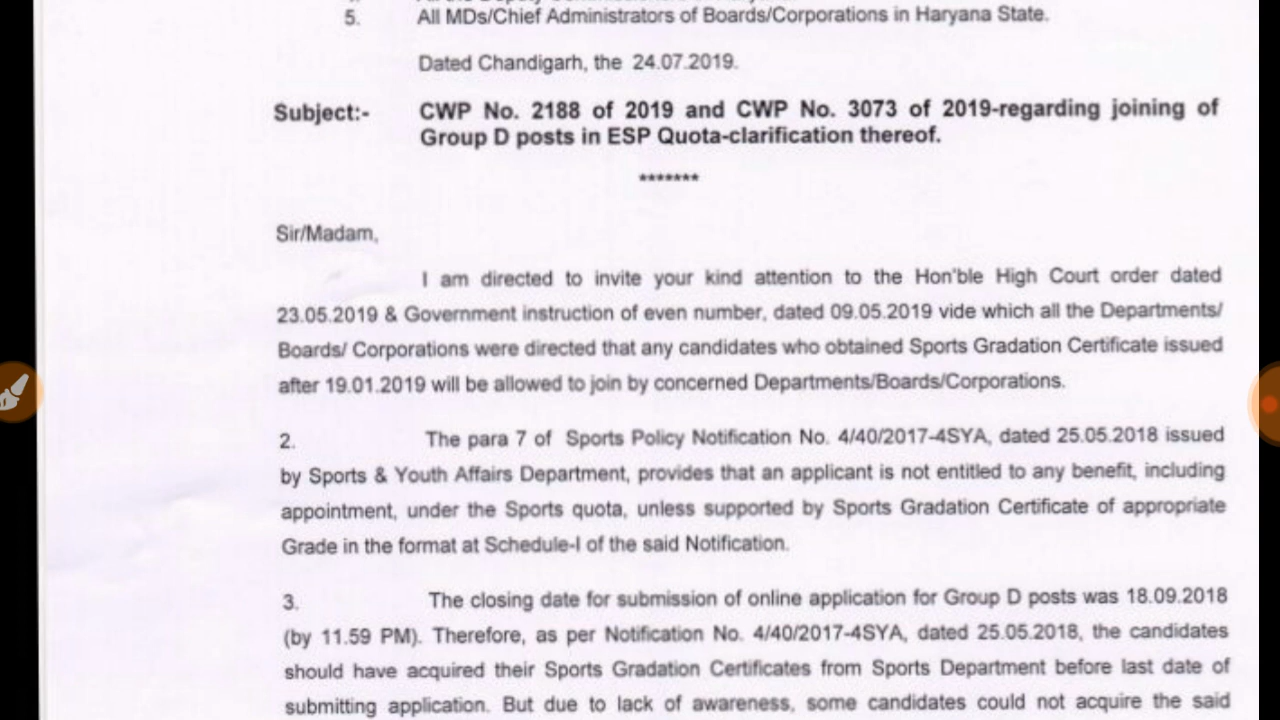 5. All MDs/Chief Administrators of Boards/Corporations in Haryana State.
Dated Chandigarh, the 24.07.2019.
Subject:- CWP No. 2188 of 2019 and CWP No. 3073 of 2019-regarding joining of
Group D posts in ESP Quota-clarification thereof.
*******
Sir/Madam,
I am directed to invite your kind attention to the Hon'ble High Court order dated
23.05.2019 & Government instruction of even number, dated 09.05.2019 vide which all the Departments/
Boards/ Corporations were directed that any candidates who obtained Sports Gradation Certificate issued
after 19.01.2019 will be allowed to join by concerned Departments/Boards/Corporations.
2. The para 7 of Sports Policy Notification No. 4/40/2017-4SYA, dated 25.05.2018 issued
by Sports & Youth Affairs Department, provides that an applicant is not entitled to any benefit, including
appointment, under the Sports quota, unless supported by Sports Gradation Certificate of appropriate
Grade in the format at Schedule-I of the said Notification.
3. The closing date for submission of online application for Group D posts was 18.09.2018
(by 11.59 PM). Therefore, as per Notification No. 4/40/2017-4SYA, dated 25.05.2018, the candidates
should have acquired their Sports Gradation Certificates from Sports Department before last date of
submitting application. But due to lack of awareness, some candidates could not acquire the said